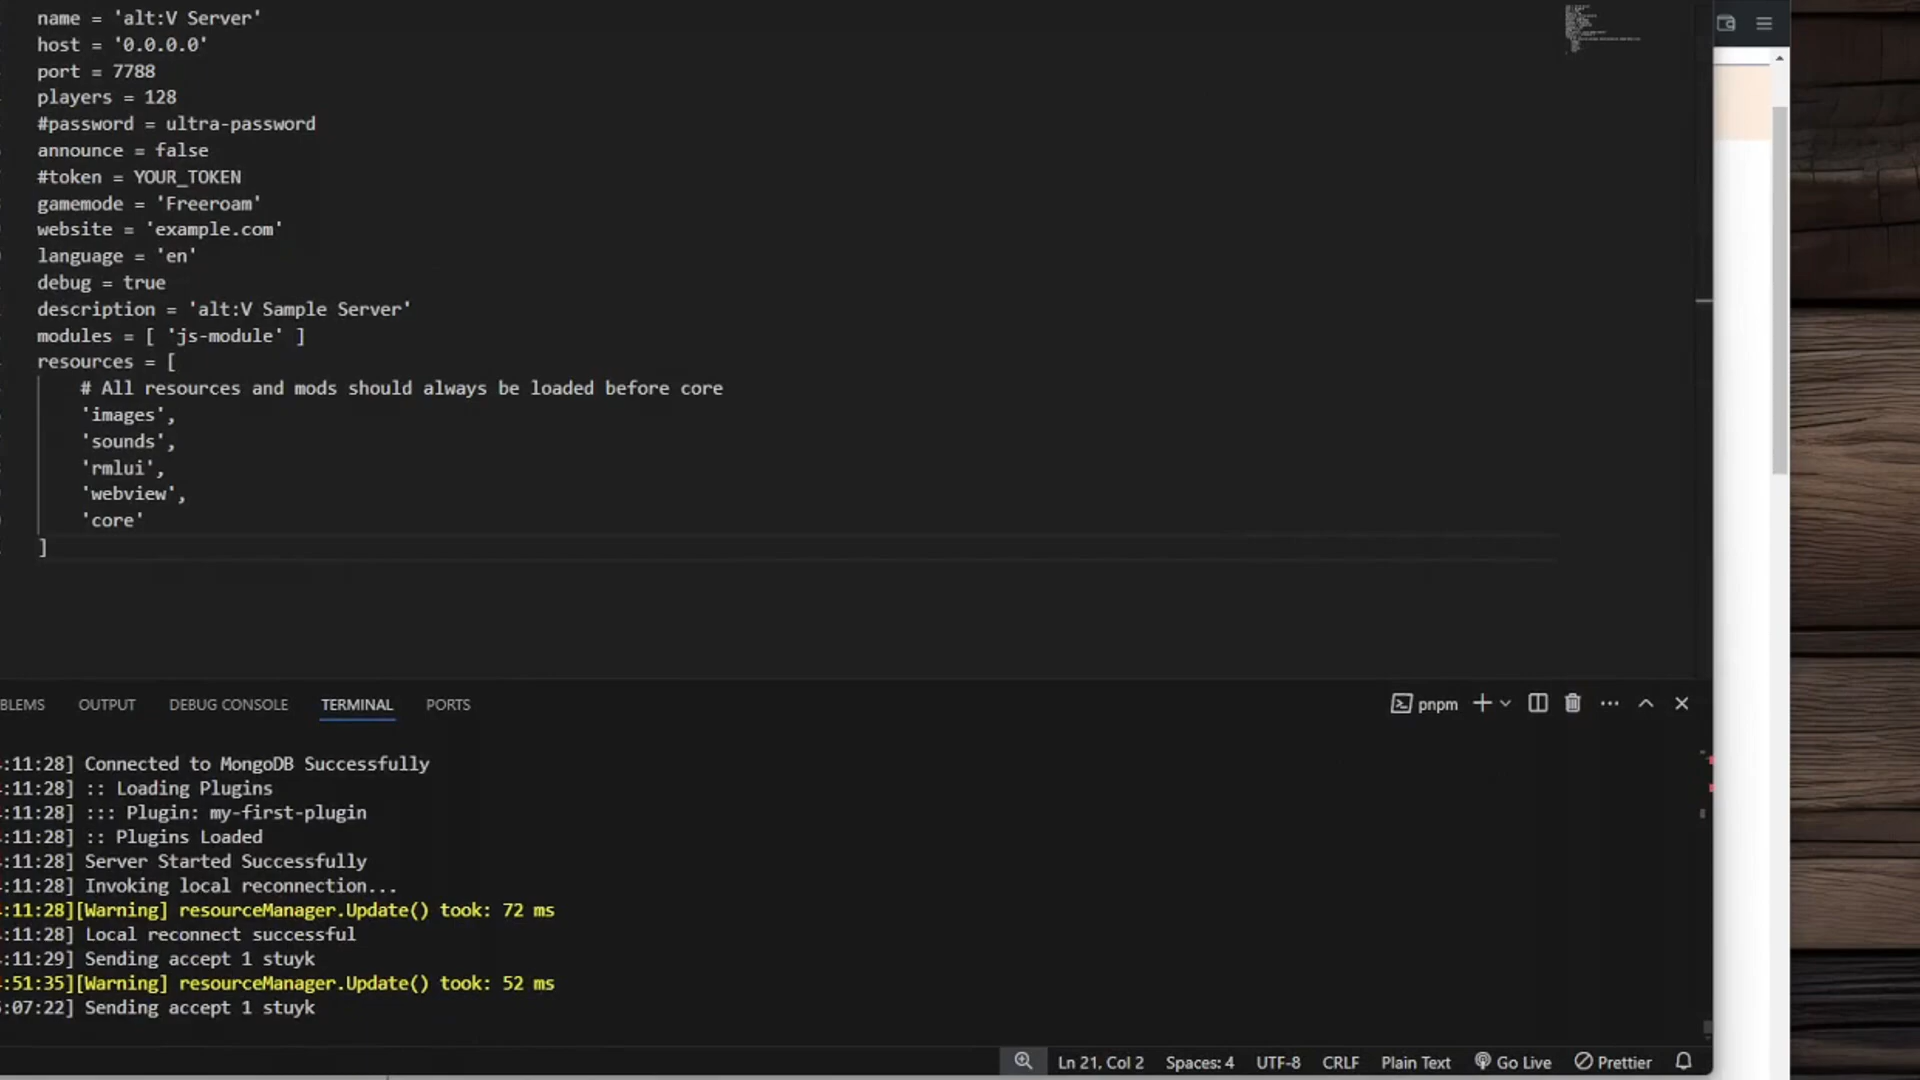 name = 'alt:V Server'
host = '0.0.0.0'
port = 7788
players = 128
#password = ultra-password
announce = false
#token = YOUR_TOKEN
gamemode = 'Freeroam'
website = 'example.com'
language = 'en'
debug = true
description = 'alt:V Sample Server'
modules = [ 'js-module' ]
resources = [
# All resources and mods should always be loaded before core
'images',
'sounds',
'rmlui',
'webview',
'core'
]
BLEMS OUTPUT DEBUG CONSOLE TERMINAL PORTS pnpm
:11:28] Connected to MongoDB Successfully
:11:28] :: Loading Plugins
:11:28] ::: Plugin: my-first-plugin
:11:28] :: Plugins Loaded
:11:28] Server Started Successfully
:11:28] Invoking local reconnection...
:11:28][Warning] resourceManager.Update() took: 72 ms
:11:28] Local reconnect successful
:11:29] Sending accept 1 stuyk
:51:35][Warning] resourceManager.Update() took: 52 ms
:07:22] Sending accept 1 stuyk
Ln 21, Col 2 Spaces: 4 UTF-8 CRLF Plain Text Go Live Prettier